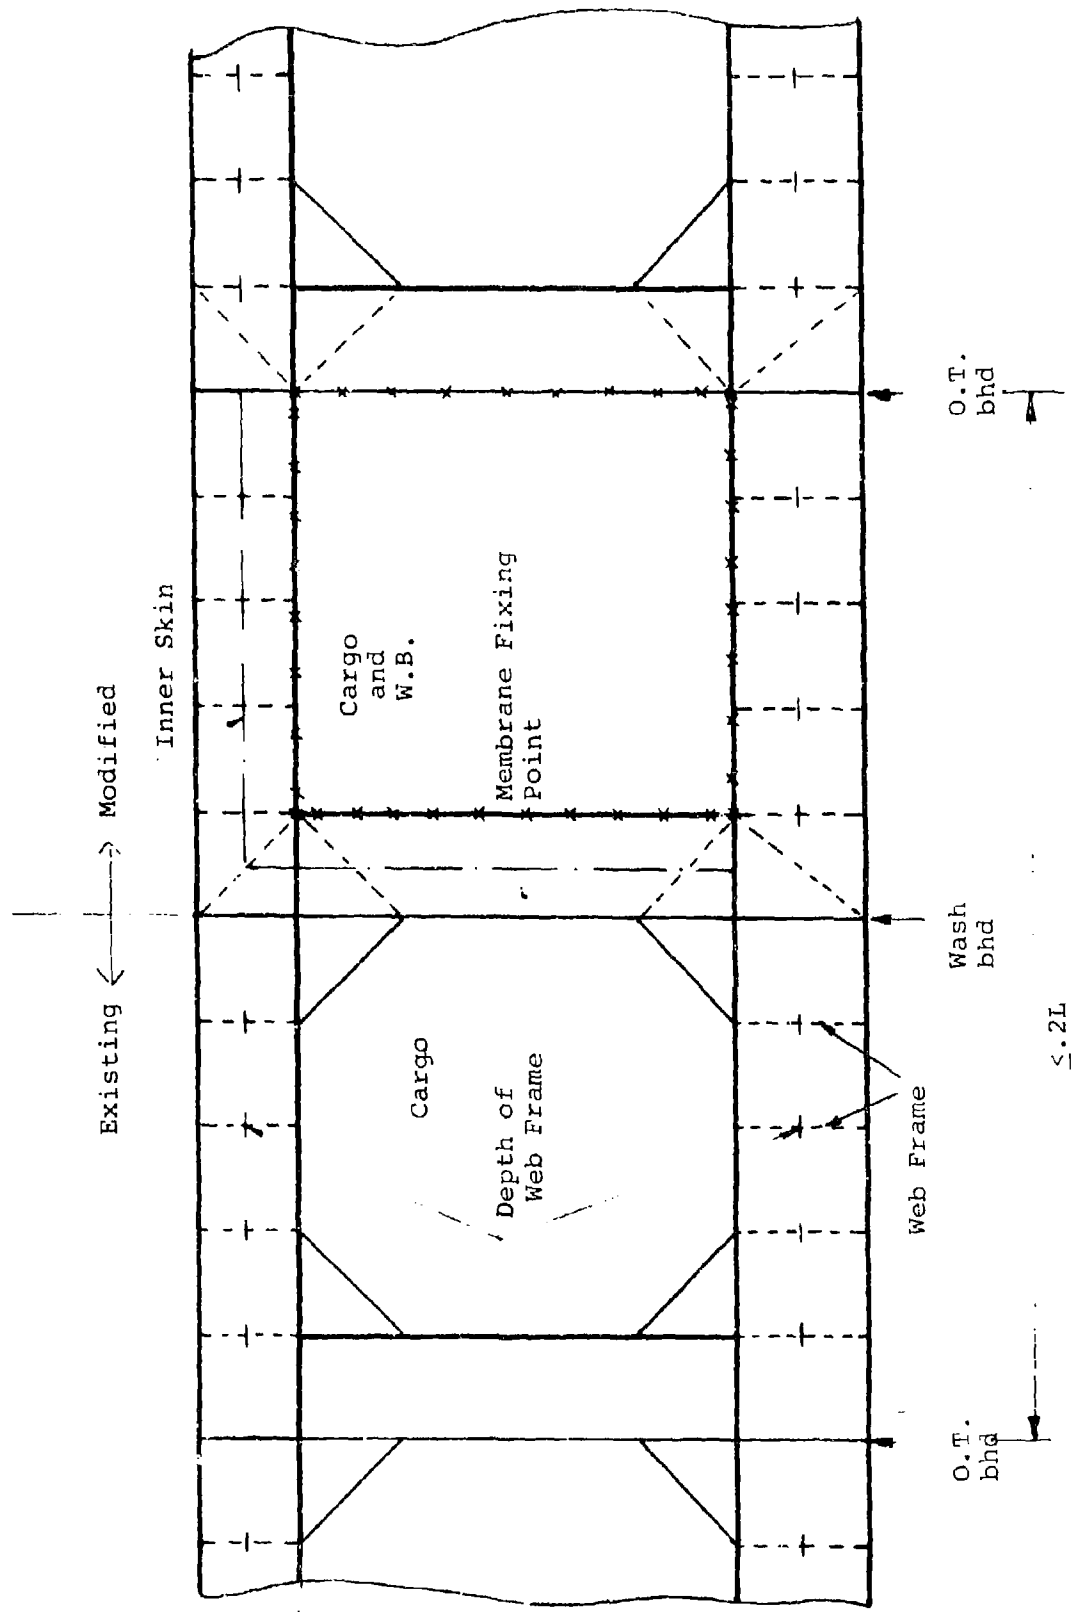 Existing
Modified
Inner Skin
Cargo
and
W.B.
Membrane Fixing
Point
Cargo
Depth of
Web Frame
Web Frame
O.T.
bhd
Wash
bhd
O.T.
bhd
≤.2L